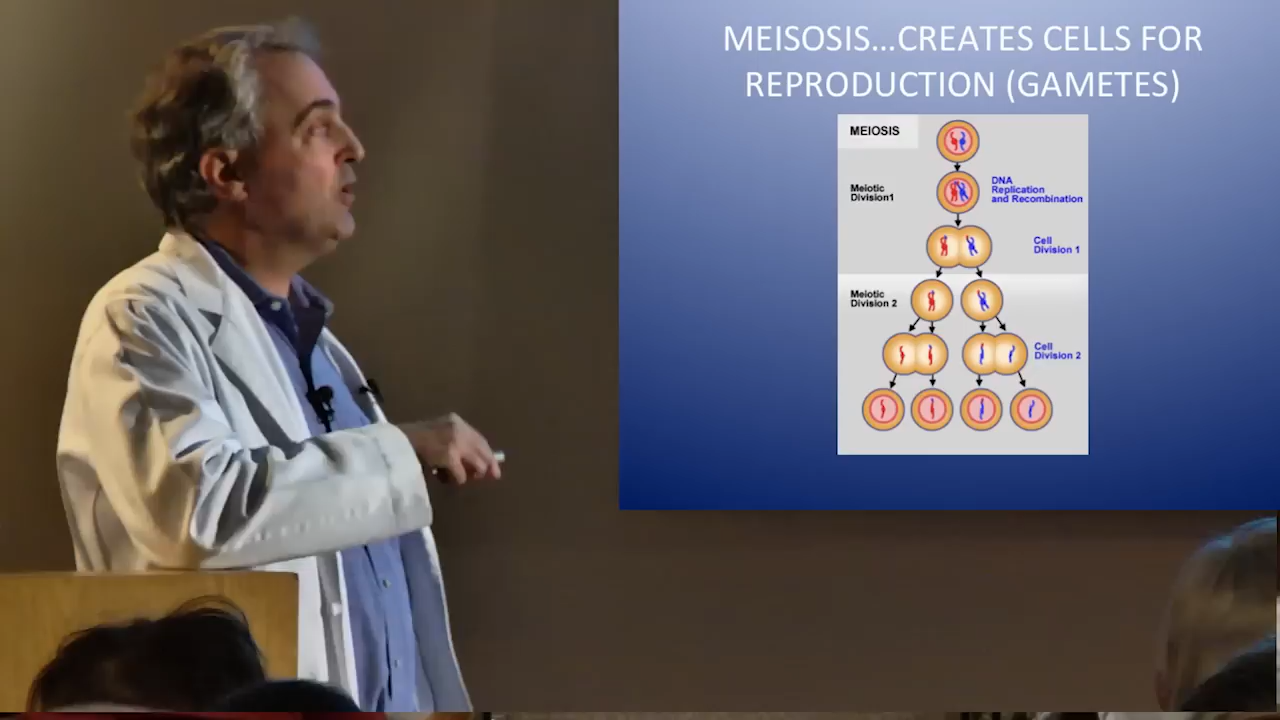 MEISOSIS...CREATES CELLS FOR
REPRODUCTION (GAMETES)
MEIOSIS
Meiotic
Division1
DNA
Replication
and Recombination
Cell
Division 1
Meiotic
Division 2
Cell
Division 2